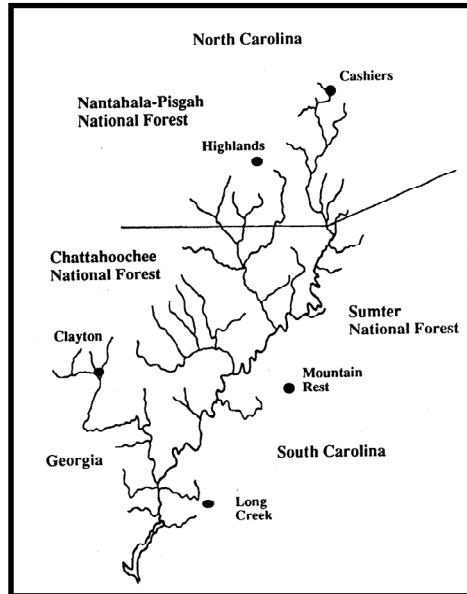 North Carolina
Cashiers
Nantahala-Pisgah
National Forest
Highlands
Chattahoochee
National Forest
Sumter
National Forest
Clayton
Mountain
Rest
Georgia
South Carolina
Long
Creek